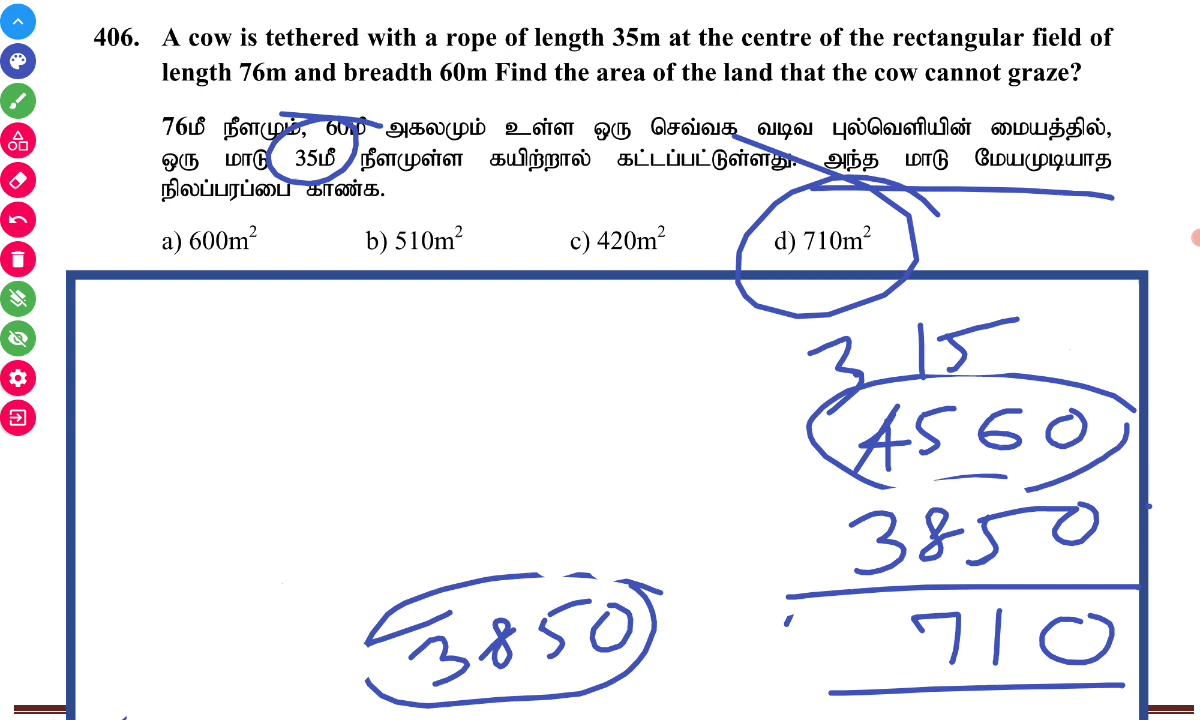 406. A cow is tethered with a rope of length 35m at the centre of the rectangular field of
length 76m and breadth 60m Find the area of the land that the cow cannot graze?
76மீ நீளமும், 60மீ அகலமும் உள்ள ஒரு செவ்வக வடிவ புல்வெளியின் மையத்தில்,
ஒரு மாடு 35மீ நீளமுள்ள கயிற்றால் கட்டப்பட்டுள்ளது. அந்த மாடு மேயமுடியாத
நிலப்பரப்பை காண்க.
a) 600m² b) 510m² c) 420m² d) 710m²
3 15
4560
3850
710
3850